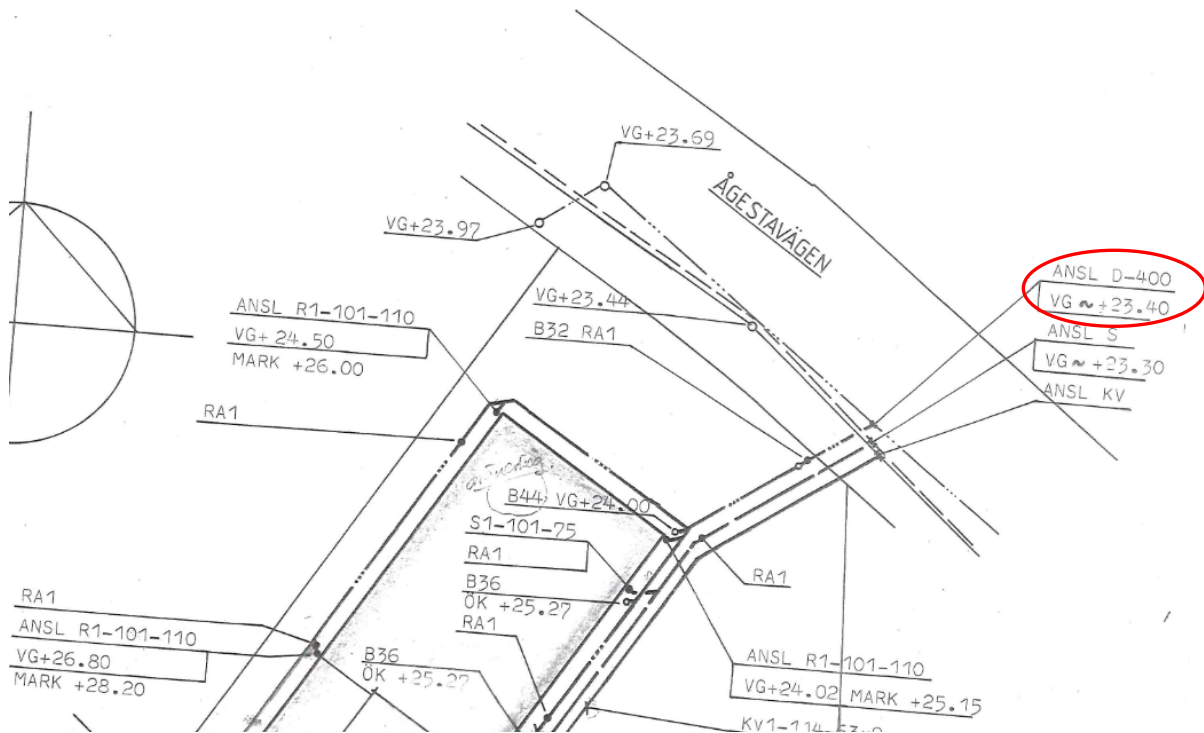 VG+23.69
ÅGESTAVÄGEN
VG+23.97
ANSL D-400
VG ~ +23.40
ANSL R1-101-110
VG+23.44
VG+24.50
B32 RA1
ANSL S
MARK +26.00
VG ~ +23.30
ANSL KV
RA1
B44 VG+24.00
S1-101-75
RA1
RA1
B36
ÖK +25.27
RA1
RA1
ANSL R1-101-110
VG+26.80
MARK +28.20
B36
ÖK +25.27
ANSL R1-101-110
VG+24.02 MARK +25.15